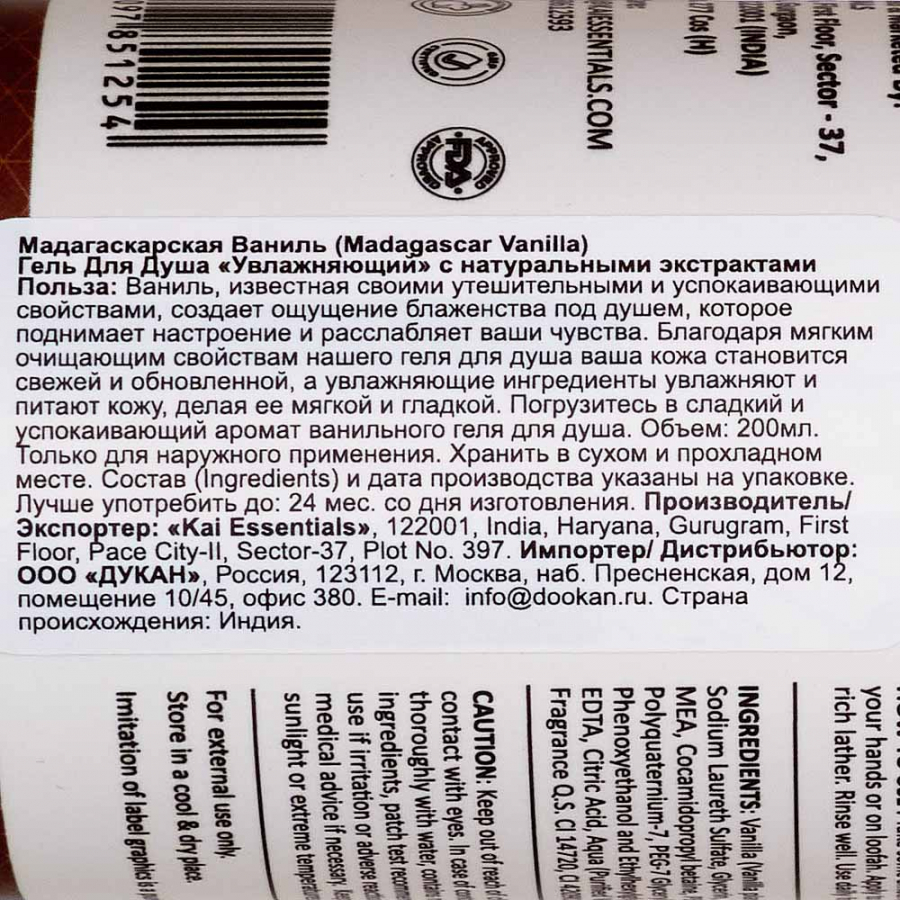 851254
ESSENTIALS.COM
(INDIA)
Floor, Sector - 37,
APPROVED
FDA
APPROVED
Мадагаскарская Ваниль (Madagascar Vanilla)
Гель Для Душа «Увлажняющий» с натуральными экстрактами
Польза: Ваниль, известная своими утешительными и успокаивающими
свойствами, создает ощущение блаженства под душем, которое
поднимает настроение и расслабляет ваши чувства. Благодаря мягким
очищающим свойствам нашего геля для душа ваша кожа становится
свежей и обновленной, а увлажняющие ингредиенты увлажняют и
питают кожу, делая ее мягкой и гладкой. Погрузитесь в сладкий и
успокаивающий аромат ванильного геля для душа. Объем: 200мл.
Только для наружного применения. Хранить в сухом и прохладном
месте. Состав (Ingredients) и дата производства указаны на упаковке.
Лучше употребить до: 24 мес. со дня изготовления. Производитель/
Экспортер: «Kai Essentials», 122001, India, Haryana, Gurugram, First
Floor, Pace City-II, Sector-37, Plot No. 397. Импортер/ Дистрибьютор:
ООО «ДУКАН», Россия, 123112, г. Москва, наб. Пресненская, дом 12,
помещение 10/45, офис 380. E-mail: info@dookan.ru. Страна
происхождения: Индия.
your hands or on loofah.
rich lather. Rinse well. Use
INGREDIENTS: Vanilla (Vanilla
Sodium Laureth Sulfate,
MEA, Cocamidopropyl betaine,
Polyquaternium-7, PEG-7
Phenoxyethanol and
EDTA, Citric Acid, Aqua
Fragrance Q.S. CI 14720, CI
CAUTION: Keep out of reach
contact with eyes. In case of
thoroughly with water,
ingredients, patch test
use if irritation or adverse
medical advice if necessary.
sunlight or extreme
For external use only.
Store in a cool & dry place.
Imitation of label graphics is